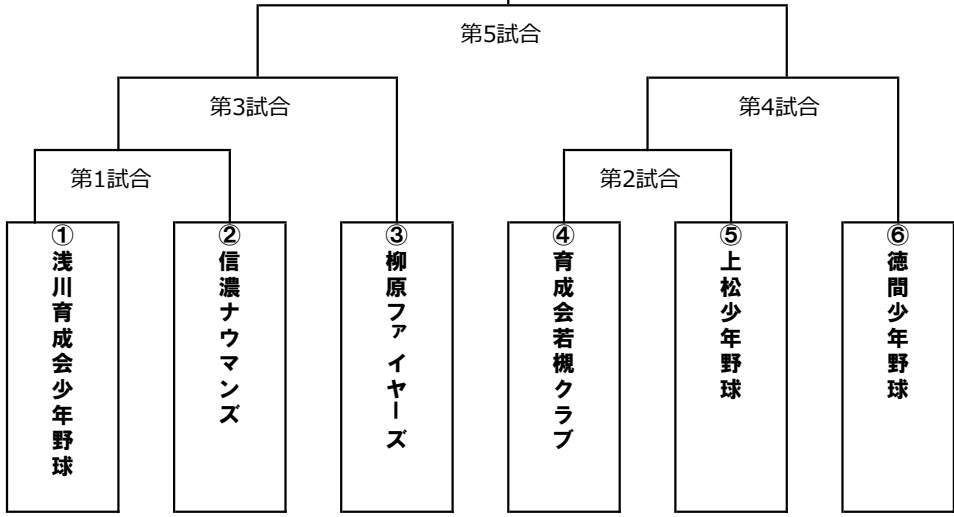 第5試合
第3試合
第4試合
第1試合
第2試合
①浅川育成会少年野球
②信濃ナウマンズ
③柳原ファイヤーズ
④育成会若槻クラブ
⑤上松少年野球
⑥徳間少年野球